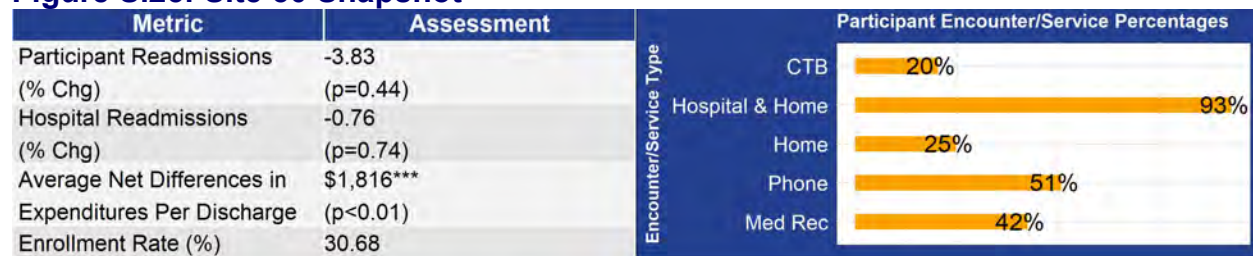 Metric Assessment
Participant Readmissions -3.83
(% Chg) (p=0.44)
Hospital Readmissions -0.76
(% Chg) (p=0.74)
Average Net Differences in $1,816***
Expenditures Per Discharge (p<0.01)
Enrollment Rate (%) 30.68
Participant Encounter/Service Percentages
Encounter/Service Type
CTB 20%
Hospital & Home 93%
Home 25%
Phone 51%
Med Rec 42%